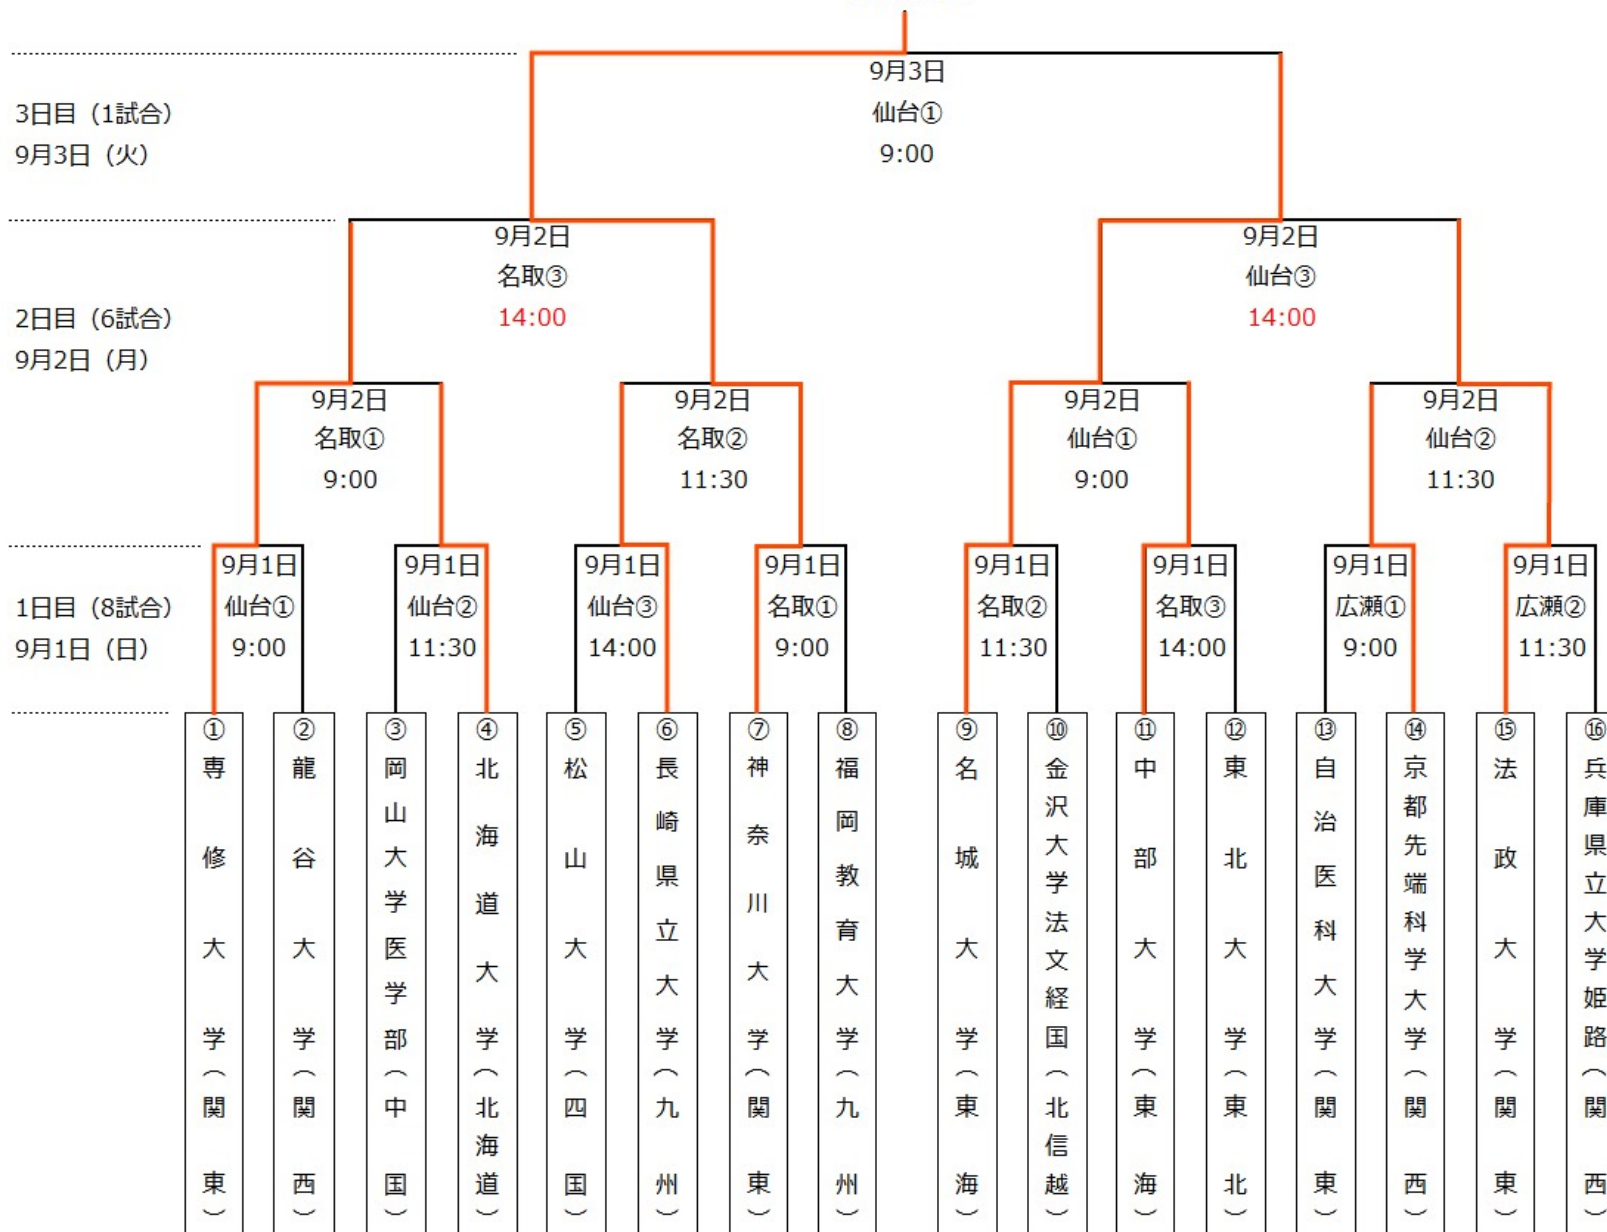 9月3日
仙台①
9:00
3日目（1試合）
9月3日（火）
9月2日
名取③
14:00
9月2日
仙台③
14:00
2日目（6試合）
9月2日（月）
9月2日
名取①
9:00
9月2日
名取②
11:30
9月2日
仙台①
9:00
9月2日
仙台②
11:30
1日目（8試合）
9月1日（日）
9月1日
仙台①
9:00
9月1日
仙台②
11:30
9月1日
仙台③
14:00
9月1日
名取①
9:00
9月1日
名取②
11:30
9月1日
名取③
14:00
9月1日
広瀬①
9:00
9月1日
広瀬②
11:30
①専修大学（関東）
②龍谷大学（関西）
③岡山大学医学部（中国）
④北海道大学（北海道）
⑤松山大学（四国）
⑥長崎県立大学（九州）
⑦神奈川大学（関東）
⑧福岡教育大学（九州）
⑨名城大学（東海）
⑩金沢大学法文経国（北信越）
⑪中部大学（東海）
⑫東北大学（東北）
⑬自治医科大学（関東）
⑭京都先端科学大学（関西）
⑮法政大学（関東）
⑯兵庫県立大学姫路（関西）